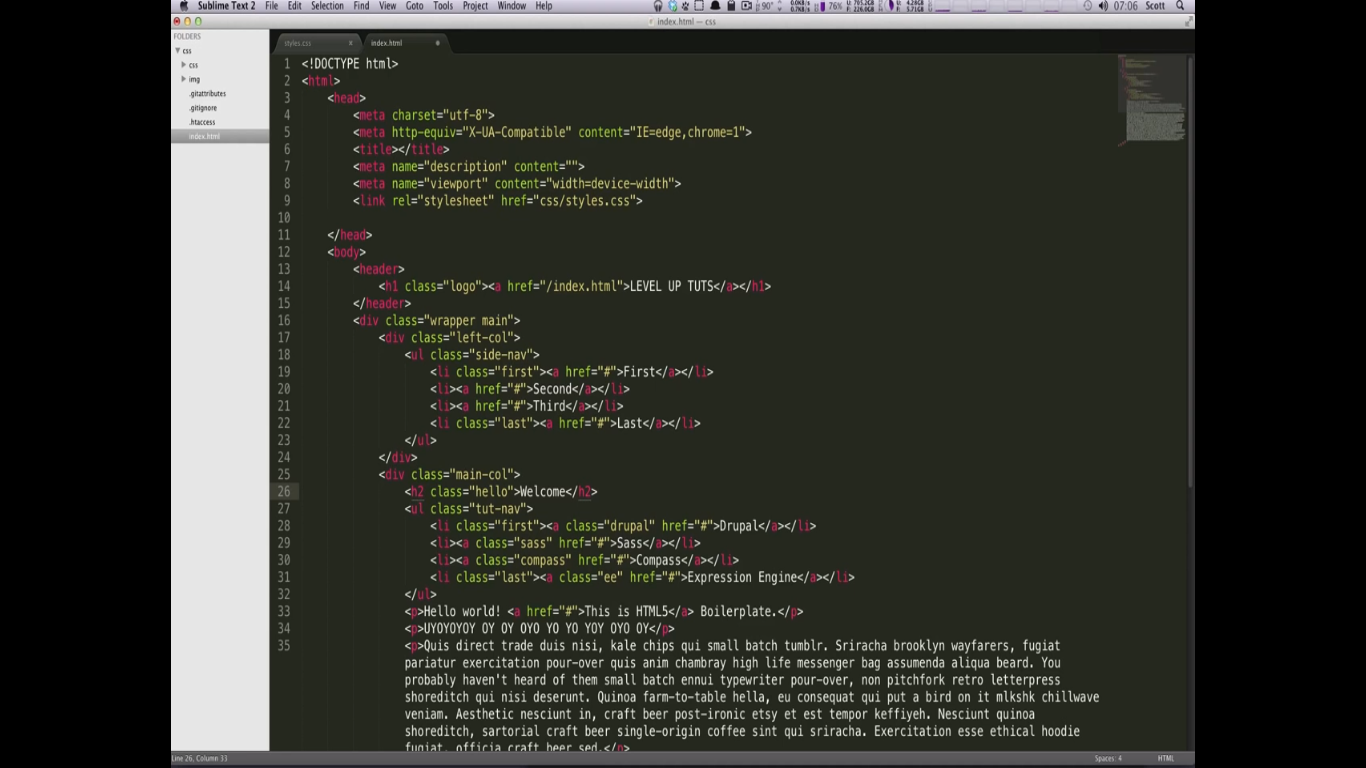 Sublime Text 2 File Edit Selection Find View Goto Tools Project Window Help 90° 76% 07:06 Scott
index.html — css
FOLDERS
css
css
img
.gitattributes
.gitignore
.htaccess
index.html
styles.css index.html
1 <!DOCTYPE html>
2 <html>
3 <head>
4 <meta charset="utf-8">
5 <meta http-equiv="X-UA-Compatible" content="IE=edge,chrome=1">
6 <title></title>
7 <meta name="description" content="">
8 <meta name="viewport" content="width=device-width">
9 <link rel="stylesheet" href="css/styles.css">
10
11 </head>
12 <body>
13 <header>
14 <h1 class="logo"><a href="/index.html">LEVEL UP TUTS</a></h1>
15 </header>
16 <div class="wrapper main">
17 <div class="left-col">
18 <ul class="side-nav">
19 <li class="first"><a href="#">First</a></li>
20 <li><a href="#">Second</a></li>
21 <li><a href="#">Third</a></li>
22 <li class="last"><a href="#">Last</a></li>
23 </ul>
24 </div>
25 <div class="main-col">
26 <h2 class="hello">Welcome</h2>
27 <ul class="tut-nav">
28 <li class="first"><a class="drupal" href="#">Drupal</a></li>
29 <li><a class="sass" href="#">Sass</a></li>
30 <li><a class="compass" href="#">Compass</a></li>
31 <li class="last"><a class="ee" href="#">Expression Engine</a></li>
32 </ul>
33 <p>Hello world! <a href="#">This is HTML5</a> Boilerplate.</p>
34 <p>UYOYOYOY OY OY OYO YO YO YOY OYO OY</p>
35 <p>Quis direct trade duis nisi, kale chips qui small batch tumblr. Sriracha brooklyn wayfarers, fugiat
pariatur exercitation pour-over quis anim chambray high life messenger bag assumenda aliqua beard. You
probably haven't heard of them small batch ennui typewriter pour-over, non pitchfork retro letterpress
shoreditch qui nisi deserunt. Quinoa farm-to-table hella, eu consequat qui put a bird on it mlkshk chillwave
veniam. Aesthetic nesciunt in, craft beer post-ironic etsy et est tempor keffiyeh. Nesciunt quinoa
shoreditch, sartorial craft beer single-origin coffee sint qui sriracha. Exercitation esse ethical hoodie
fugiat, officia craft beer sed.</p>
Line 26, Column 33 Spaces: 4 HTML